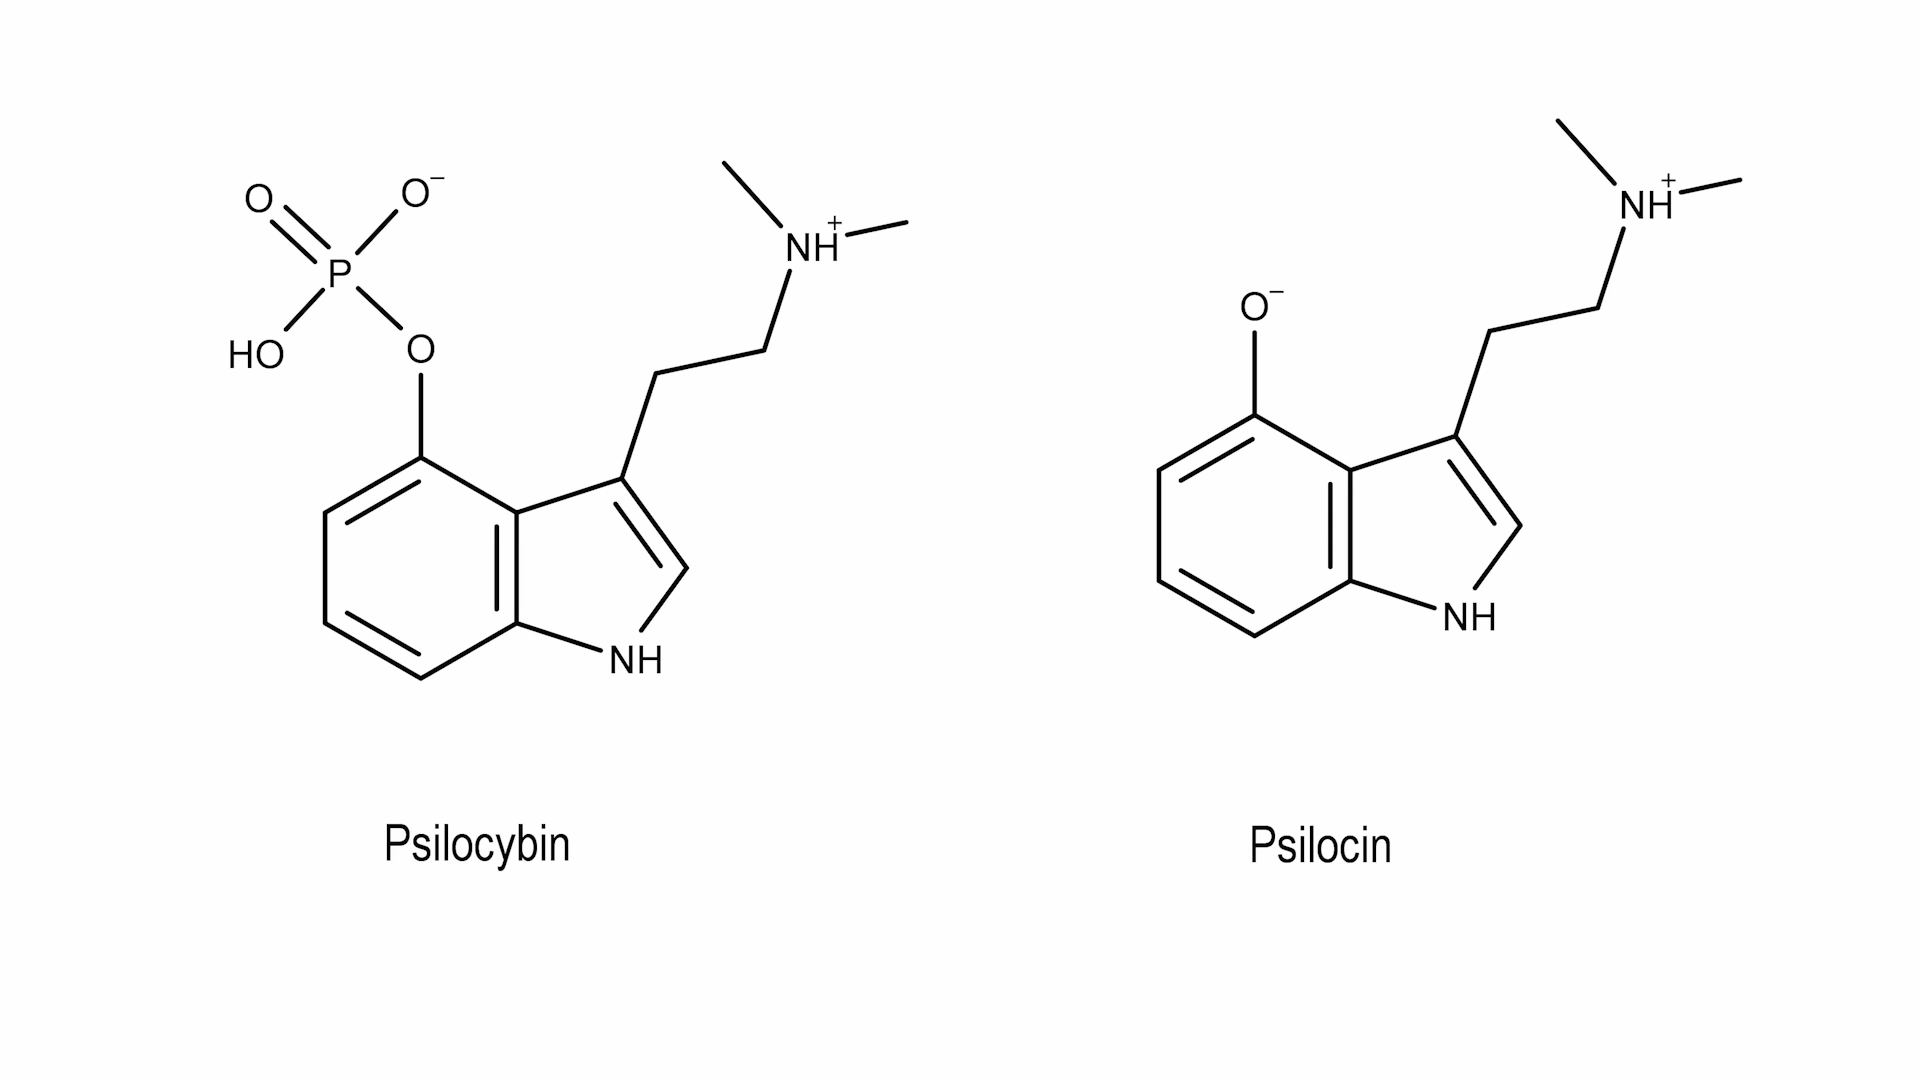 O
O−
P
HO
O
NH+
NH
Psilocybin
O−
NH+
NH
Psilocin